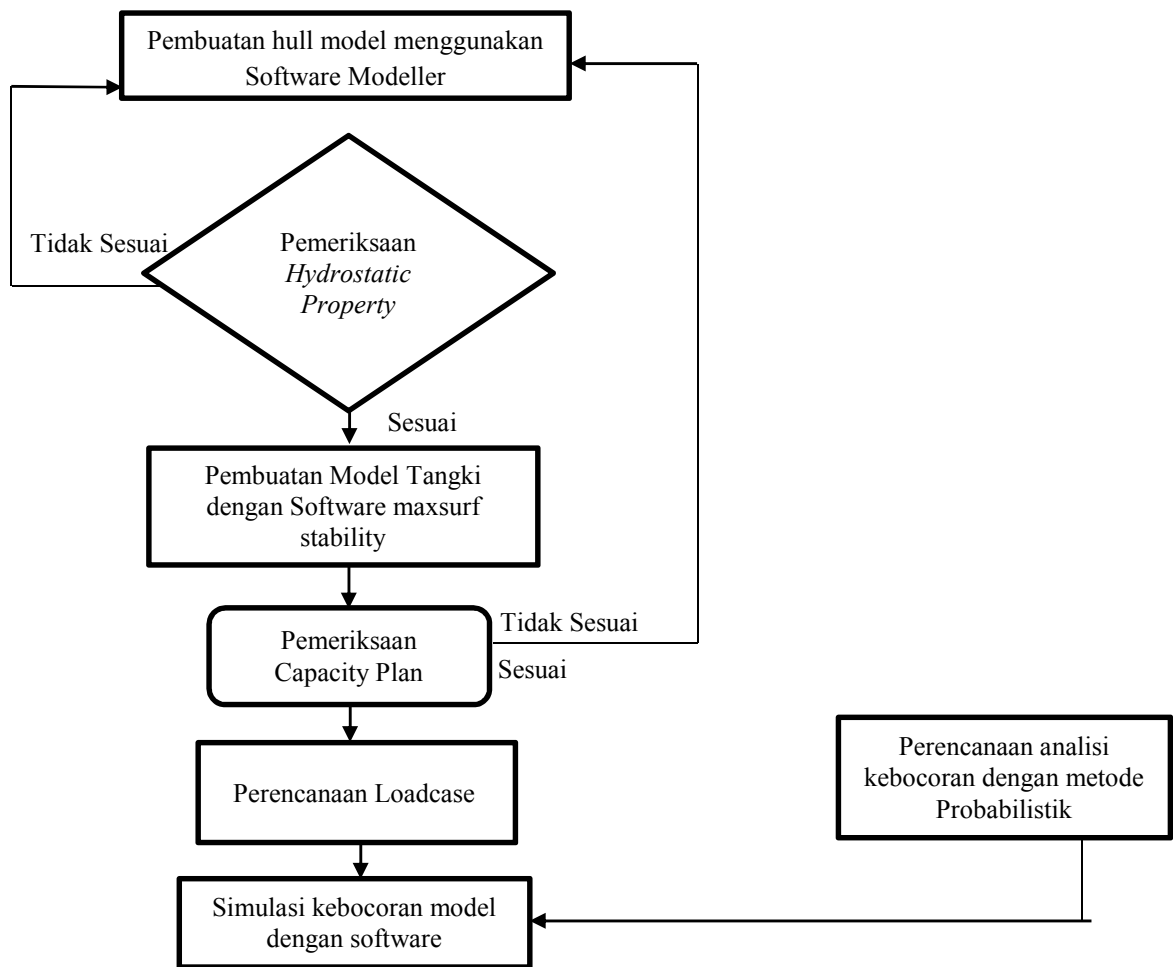 Pembuatan hull model menggunakan
Software Modeller
Tidak Sesuai
Pemeriksaan
Hydrostatic
Property
Sesuai
Pembuatan Model Tangki
dengan Software maxsurf
stability
Pemeriksaan
Capacity Plan
Tidak Sesuai
Sesuai
Perencanaan Loadcase
Perencanaan analisi
kebocoran dengan metode
Probabilistik
Simulasi kebocoran model
dengan software